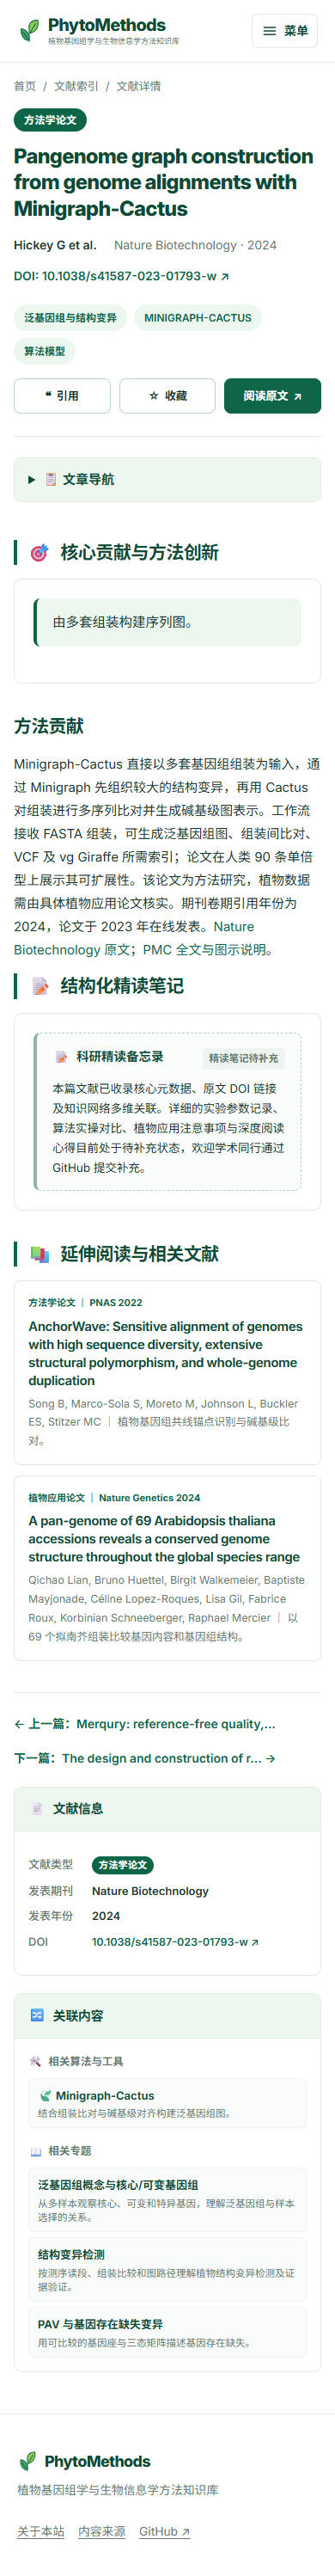 PhytoMethods
植物基因组学与生物信息学方法知识库
菜单
首页 / 文献索引 / 文献详情
方法学论文
Pangenome graph construction
from genome alignments with
Minigraph-Cactus
Hickey G et al. Nature Biotechnology · 2024
DOI: 10.1038/s41587-023-01793-w ↗
泛基因组与结构变异 MINIGRAPH-CACTUS
算法模型
❝ 引用 ☆ 收藏 阅读原文 ↗
▶ 文章导航
核心贡献与方法创新
由多套组装构建序列图。
方法贡献
Minigraph-Cactus 直接以多套基因组组装为输入，通
过 Minigraph 先组织较大的结构变异，再用 Cactus
对组装进行多序列比对并生成碱基级图表示。工作流
接收 FASTA 组装，可生成泛基因组图、组装间比对、
VCF 及 vg Giraffe 所需索引；论文在人类 90 条单倍
型上展示其可扩展性。该论文为方法研究，植物数据
需由具体植物应用论文核实。期刊卷期引用年份为
2024，论文于 2023 年在线发表。Nature
Biotechnology 原文；PMC 全文与图示说明。
结构化精读笔记
科研精读备忘录 精读笔记待补充
本篇文献已收录核心元数据、原文 DOI 链接
及知识网络多维关联。详细的实验参数记录、
算法实操对比、植物应用注意事项与深度阅读
心得目前处于待补充状态，欢迎学术同行通过
GitHub 提交补充。
延伸阅读与相关文献
方法学论文 | PNAS 2022
AnchorWave: Sensitive alignment of genomes
with high sequence diversity, extensive
structural polymorphism, and whole-genome
duplication
Song B, Marco-Sola S, Moreto M, Johnson L, Buckler
ES, Stitzer MC | 植物基因组共线锚点识别与碱基级比
对。
植物应用论文 | Nature Genetics 2024
A pan-genome of 69 Arabidopsis thaliana
accessions reveals a conserved genome
structure throughout the global species range
Qichao Lian, Bruno Huettel, Birgit Walkemeier, Baptiste
Mayjonade, Céline Lopez-Roques, Lisa Gil, Fabrice
Roux, Korbinian Schneeberger, Raphael Mercier | 以
69 个拟南芥组装比较基因内容和基因组结构。
← 上一篇：Merqury: reference-free quality,...
下一篇：The design and construction of r... →
文献信息
文献类型 方法学论文
发表期刊 Nature Biotechnology
发表年份 2024
DOI 10.1038/s41587-023-01793-w ↗
关联内容
相关算法与工具
Minigraph-Cactus
结合组装比对与碱基级对齐构建泛基因组图。
相关专题
泛基因组概念与核心/可变基因组
从多样本观察核心、可变和特异基因，理解泛基因组与样本
选择的关系。
结构变异检测
按测序读段、组装比较和图路径理解植物结构变异检测及证
据验证。
PAV 与基因存在缺失变异
用可比较的基因座与三态矩阵描述基因存在缺失。
PhytoMethods
植物基因组学与生物信息学方法知识库
关于本站 内容来源 GitHub ↗